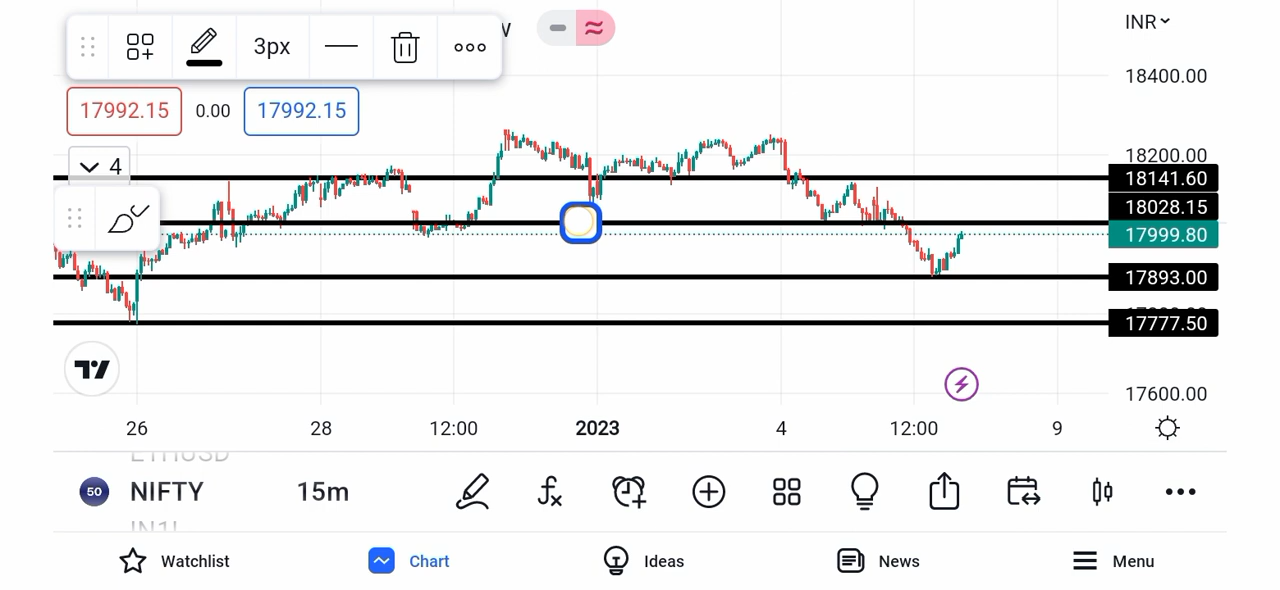 3px
INR
18400.00
17992.15 0.00 17992.15
4
18200.00
18141.60
18028.15
17999.80
17893.00
17777.50
17600.00
26 28 12:00 2023 4 12:00 9
ETHUSD
50 NIFTY 15m
Watchlist Chart Ideas News Menu